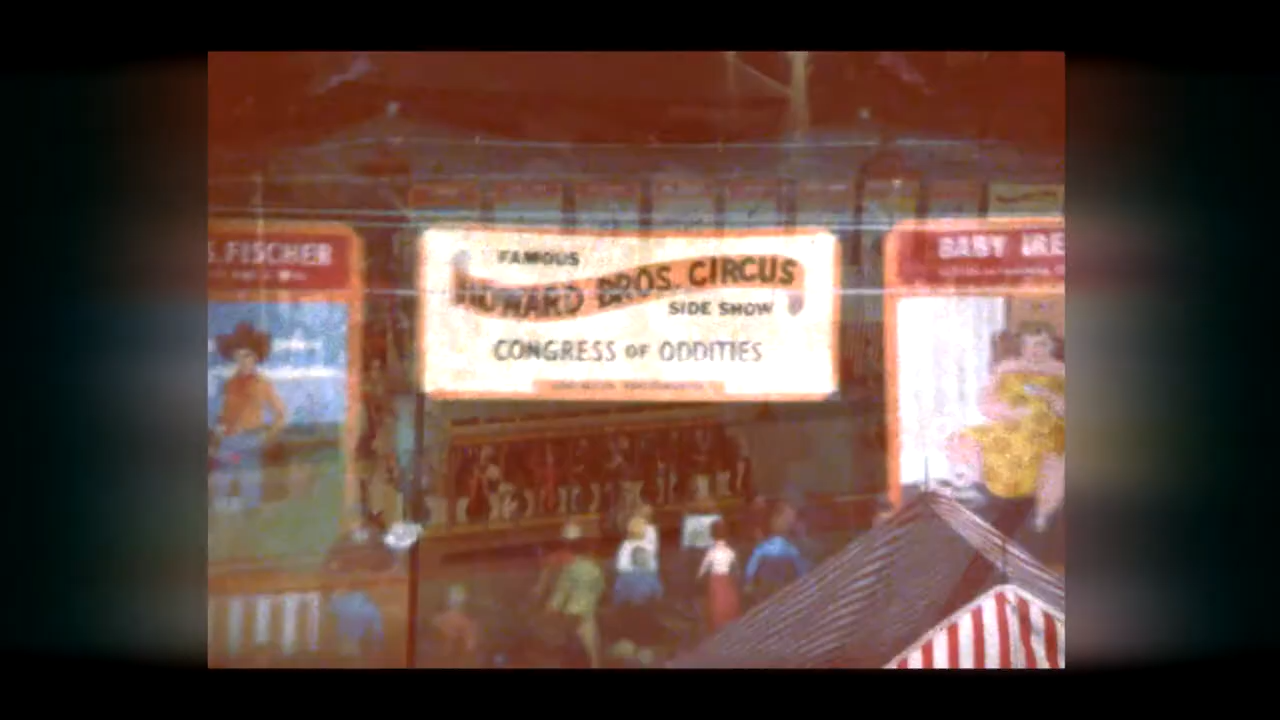 FAMOUS
HOWARD BROS. CIRCUS
SIDE SHOW
CONGRESS OF ODDITIES
S. FISCHER
BABY IRE